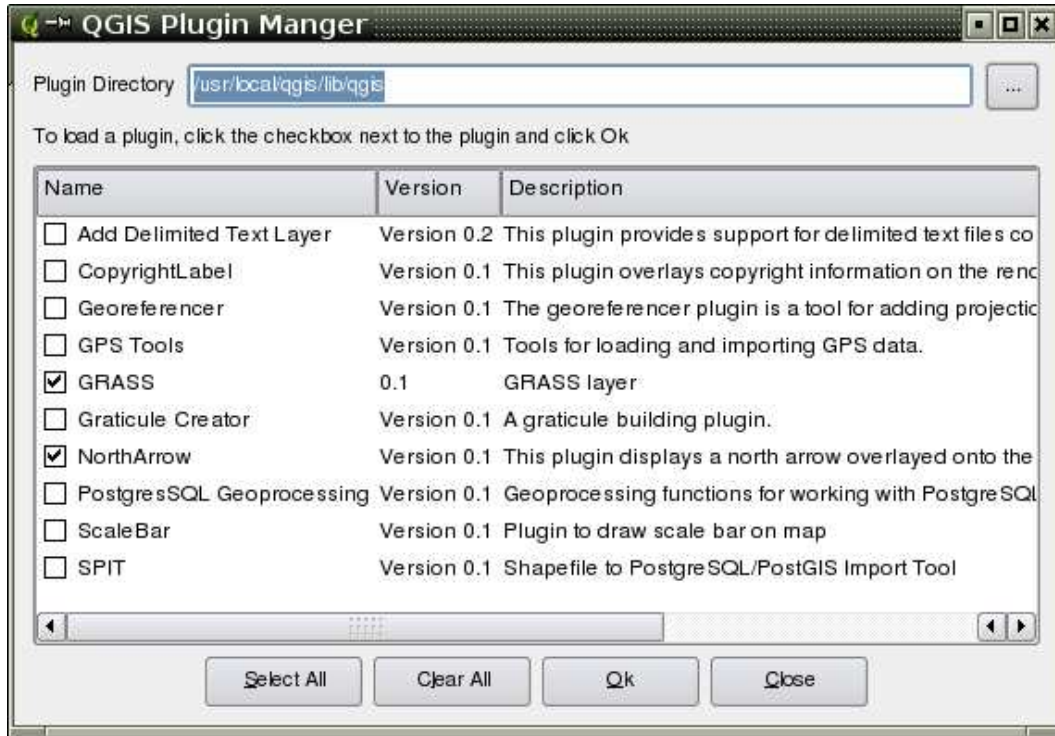 QGIS Plugin Manger
Plugin Directory /usr/local/qgis/lib/qgis ...
To load a plugin, click the checkbox next to the plugin and click Ok
Name Version Description
Add Delimited Text Layer Version 0.2 This plugin provides support for delimited text files co
CopyrightLabel Version 0.1 This plugin overlays copyright information on the renc
Georeferencer Version 0.1 The georeferencer plugin is a tool for adding projectic
GPS Tools Version 0.1 Tools for loading and importing GPS data.
GRASS 0.1 GRASS layer
Graticule Creator Version 0.1 A graticule building plugin.
NorthArrow Version 0.1 This plugin displays a north arrow overlayed onto the
PostgresSQL Geoprocessing Version 0.1 Geoprocessing functions for working with PostgreSQL
ScaleBar Version 0.1 Plugin to draw scale bar on map
SPIT Version 0.1 Shapefile to PostgreSQL/PostGIS Import Tool
Select All Clear All Ok Close